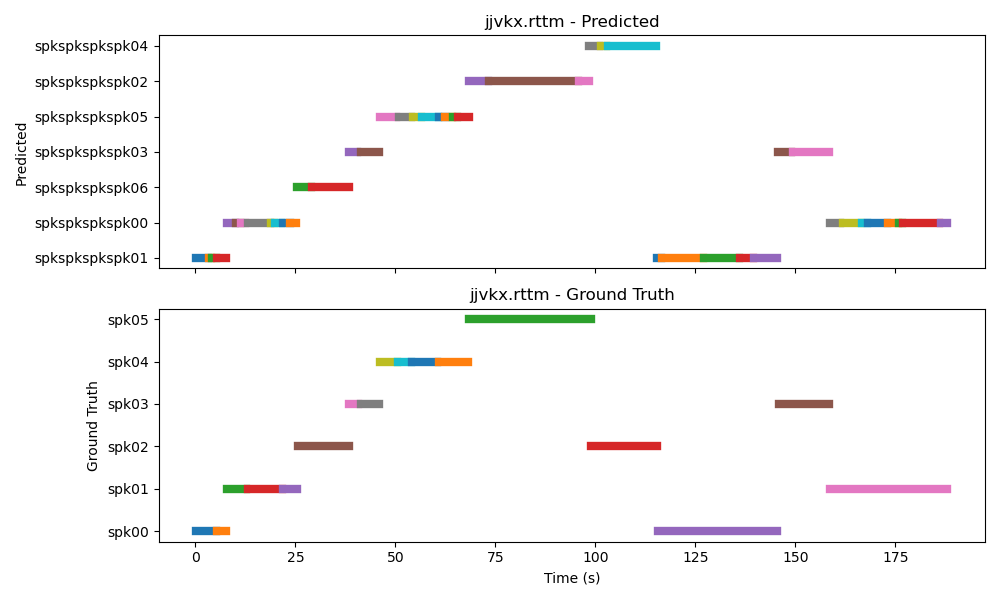 jjvkx.rttm - Predicted
Predicted
spkspkspkspk04
spkspkspkspk02
spkspkspkspk05
spkspkspkspk03
spkspkspkspk06
spkspkspkspk00
spkspkspkspk01
jjvkx.rttm - Ground Truth
Ground Truth
spk05
spk04
spk03
spk02
spk01
spk00
0 25 50 75 100 125 150 175
Time (s)